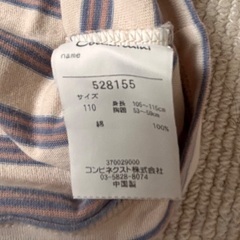 name
528155
サイズ
110 身長 105~115cm
胸囲 53~59cm
綿 100%
370029000
コンビネクスト株式会社
03-5828-8074
中国製